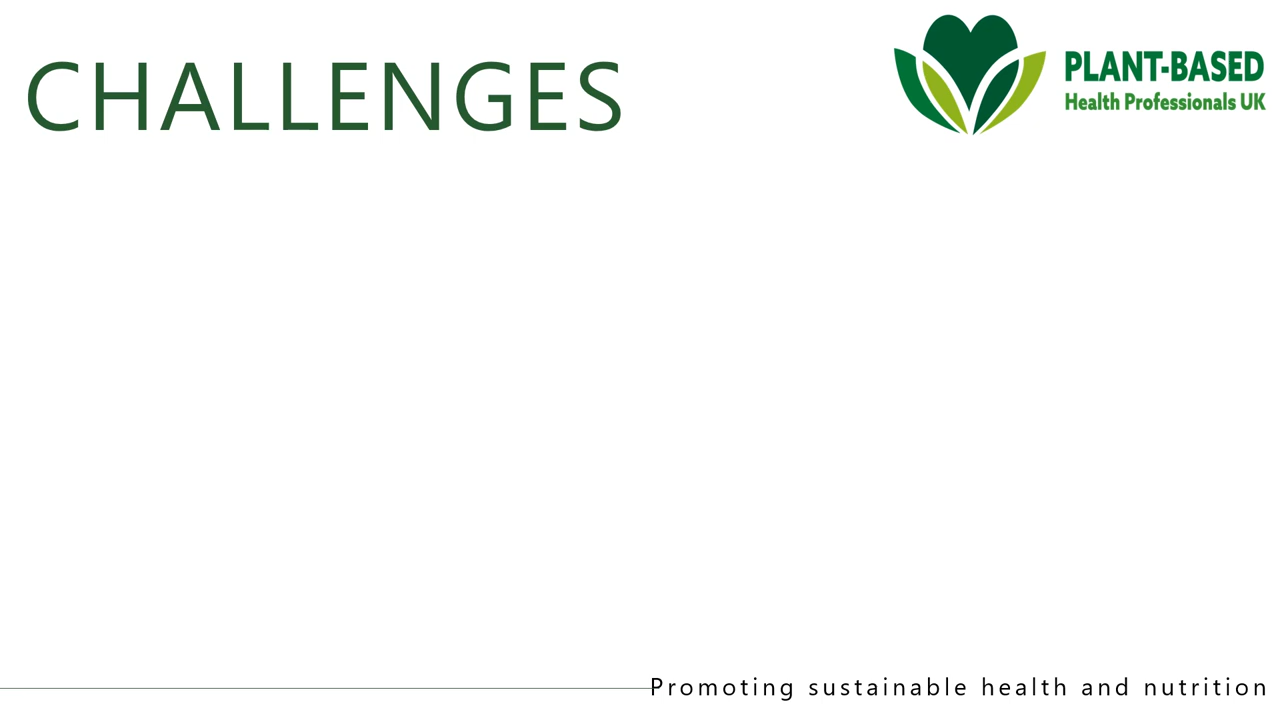 CHALLENGES
PLANT-BASED
Health Professionals UK
Promoting sustainable health and nutrition